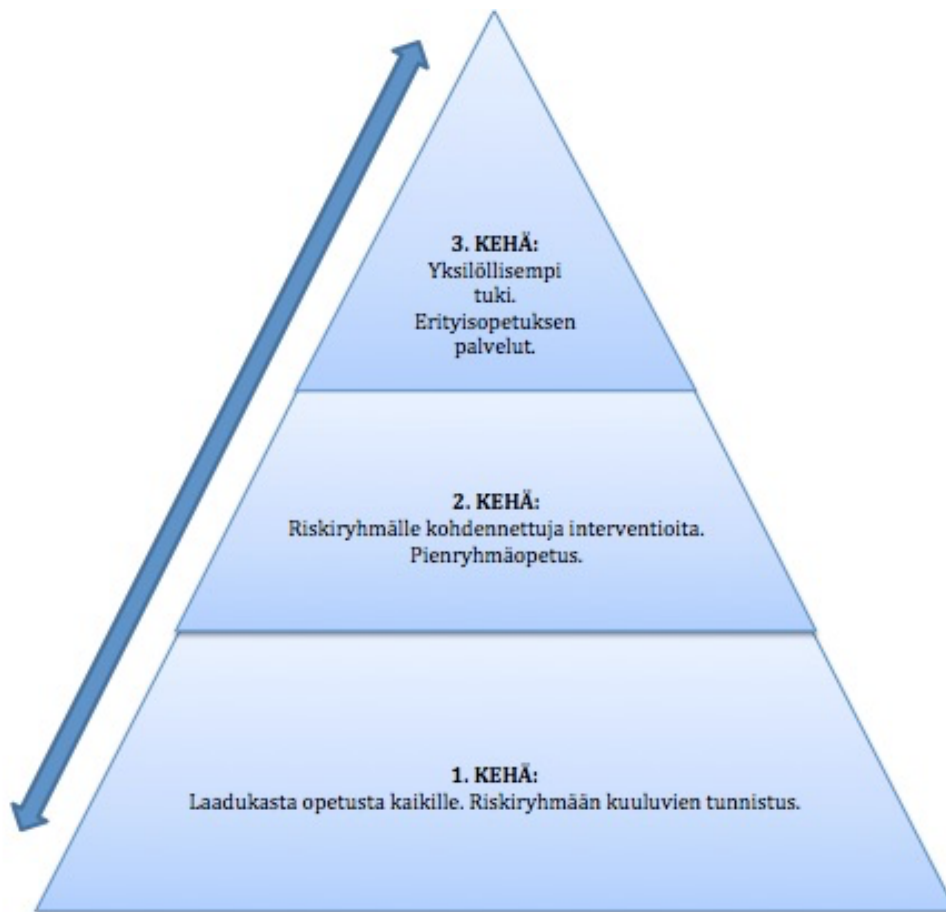 3. KEHÄ:
Yksilöllisempi
tuki.
Erityisopetuksen
palvelut.
2. KEHÄ:
Riskiryhmälle kohdennettuja interventioita.
Pienryhmäopetus.
1. KEHÄ:
Laadukasta opetusta kaikille. Riskiryhmään kuuluvien tunnistus.